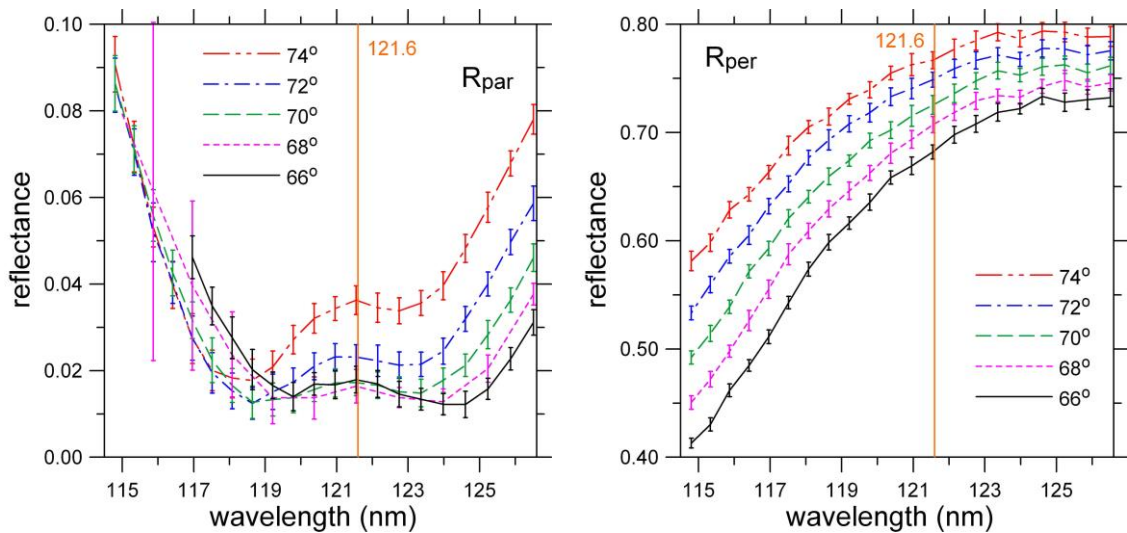 0.10
0.08
0.06
0.04
0.02
0.00
reflectance
74°
72°
70°
68°
66°
121.6
Rpar
115 117 119 121 123 125
wavelength (nm)
0.80
0.70
0.60
0.50
0.40
reflectance
121.6
Rper
74°
72°
70°
68°
66°
115 117 119 121 123 125
wavelength (nm)